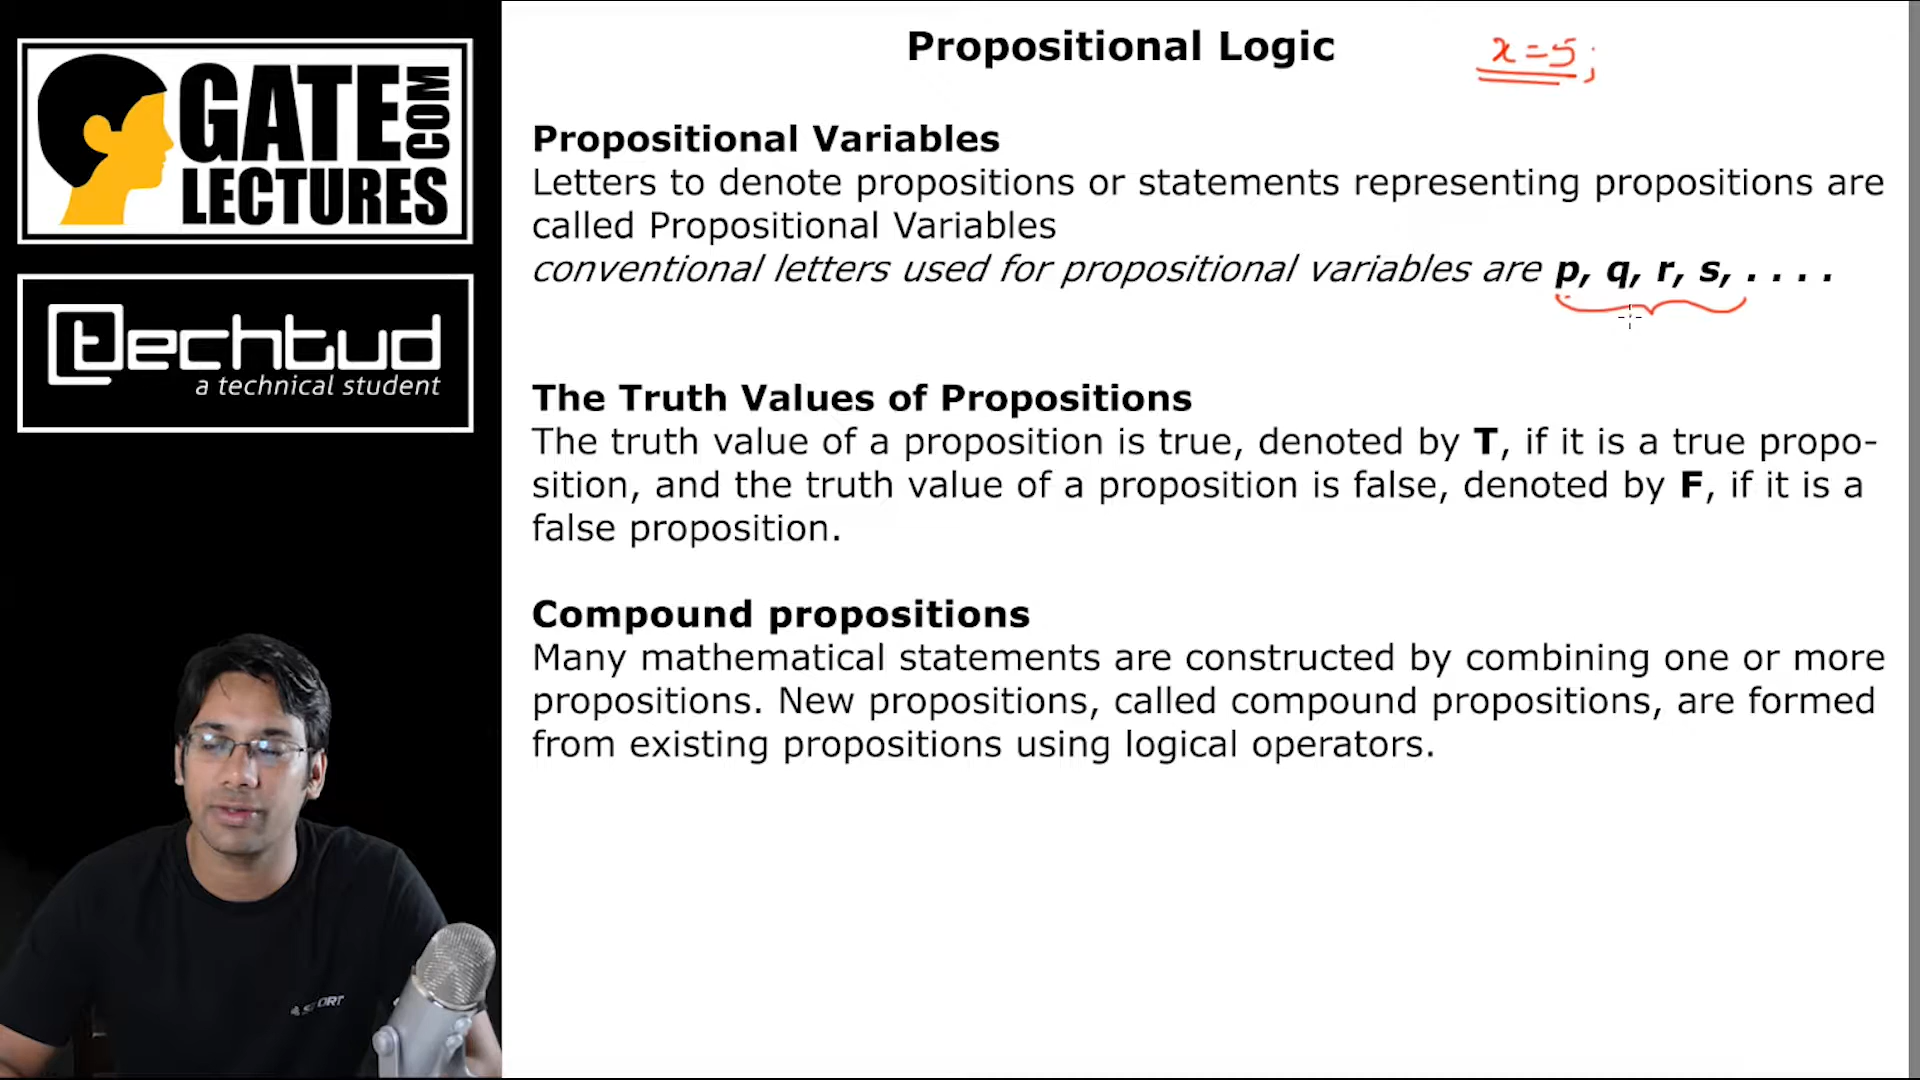 GATE
LECTURES
COM
techtud
a technical student
Propositional Logic
x=5;
Propositional Variables
Letters to denote propositions or statements representing propositions are
called Propositional Variables
conventional letters used for propositional variables are p, q, r, s, . . . .
The Truth Values of Propositions
The truth value of a proposition is true, denoted by T, if it is a true propo-
sition, and the truth value of a proposition is false, denoted by F, if it is a
false proposition.
Compound propositions
Many mathematical statements are constructed by combining one or more
propositions. New propositions, called compound propositions, are formed
from existing propositions using logical operators.